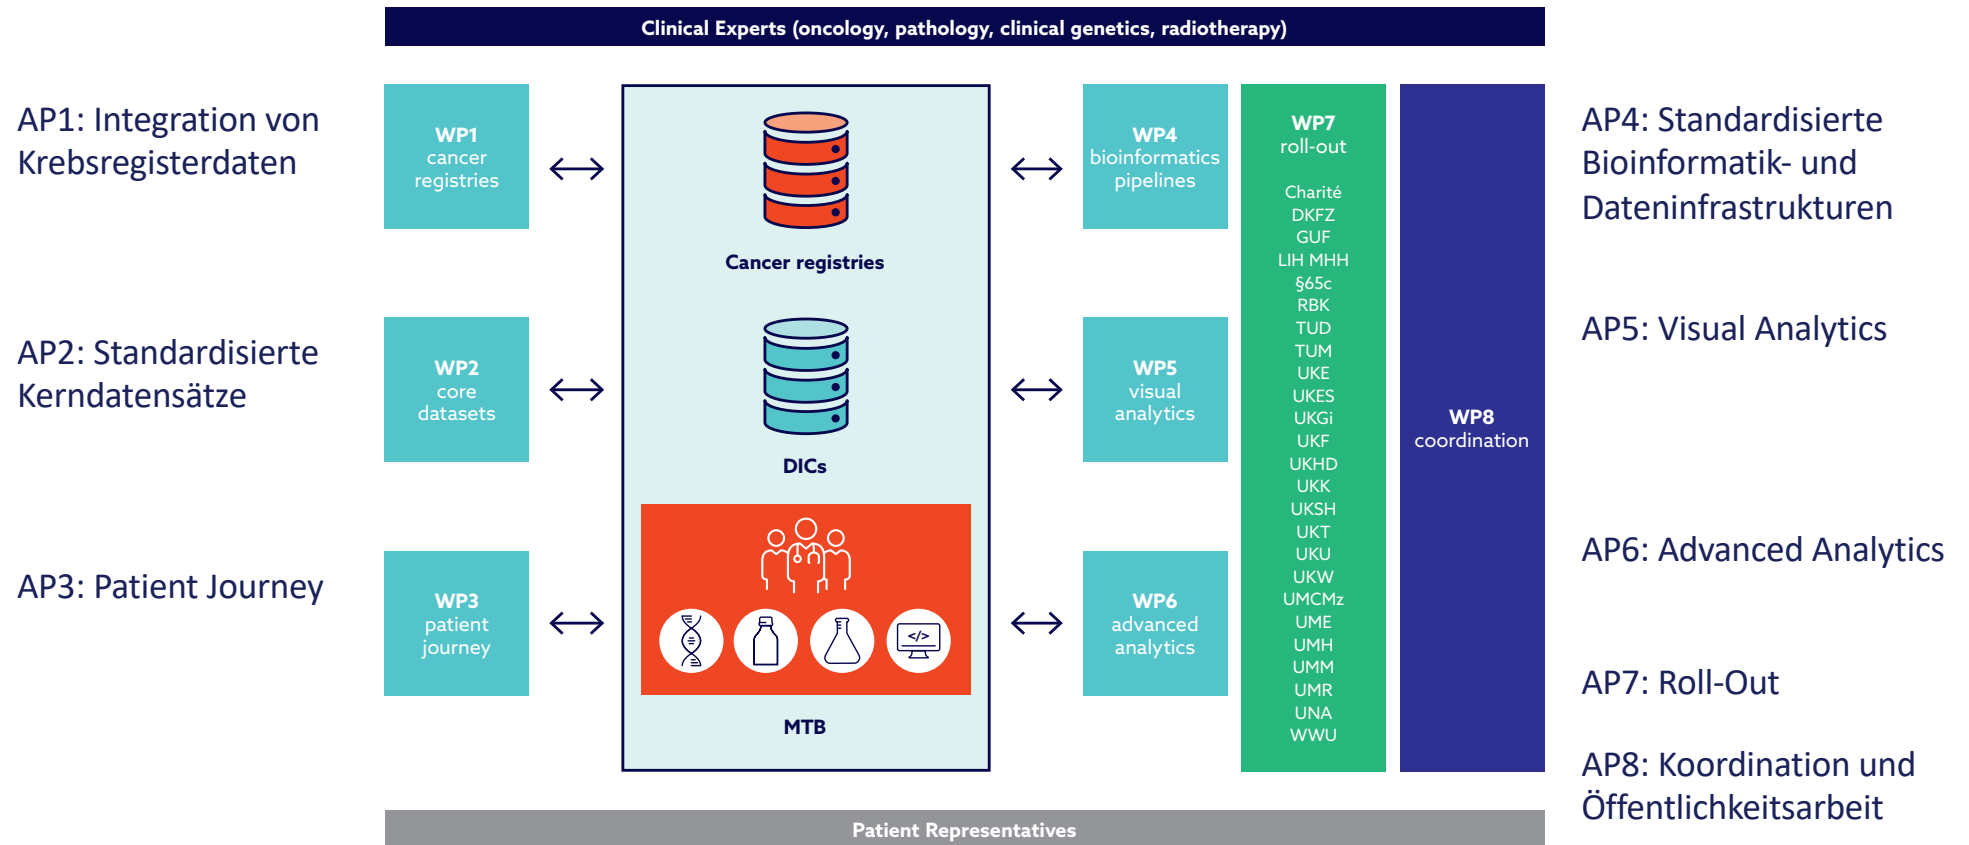 Clinical Experts (oncology, pathology, clinical genetics, radiotherapy)
AP1: Integration von
Krebsregisterdaten
AP2: Standardisierte
Kerndatensätze
AP3: Patient Journey
WP1
cancer
registries
WP2
core
datasets
WP3
patient
journey
Cancer registries
DICs
</>
MTB
WP4
bioinformatics
pipelines
WP5
visual
analytics
WP6
advanced
analytics
WP7
roll-out
Charité
DKFZ
GUF
LIH MHH
§65c
RBK
TUD
TUM
UKE
UKES
UKGi
UKF
UKHD
UKK
UKSH
UKT
UKU
UKW
UMCMz
UME
UMH
UMM
UMR
UNA
WWU
WP8
coordination
AP4: Standardisierte
Bioinformatik- und
Dateninfrastrukturen
AP5: Visual Analytics
AP6: Advanced Analytics
AP7: Roll-Out
AP8: Koordination und
Öffentlichkeitsarbeit
Patient Representatives